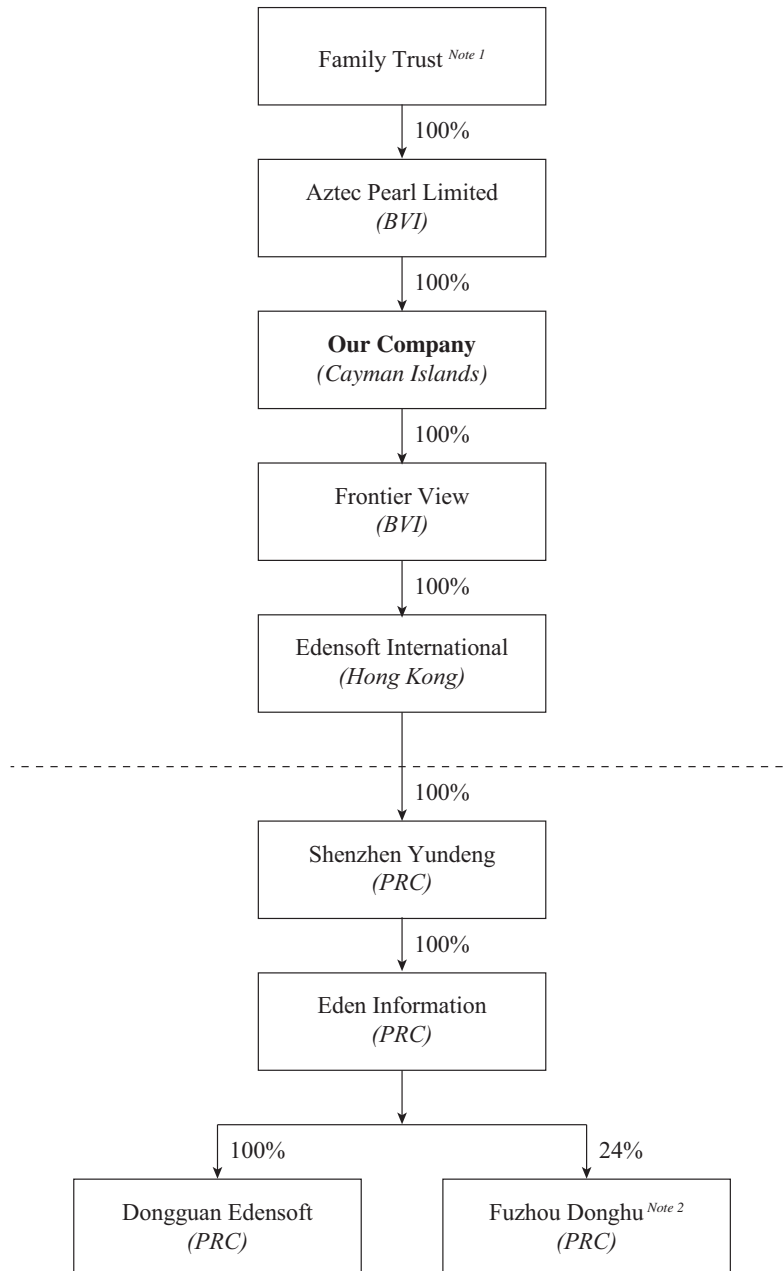 Family Trust Note 1
100%
Aztec Pearl Limited
(BVI)
100%
Our Company
(Cayman Islands)
100%
Frontier View
(BVI)
100%
Edensoft International
(Hong Kong)
100%
Shenzhen Yundeng
(PRC)
100%
Eden Information
(PRC)
100%
24%
Dongguan Edensoft
(PRC)
Fuzhou Donghu Note 2
(PRC)